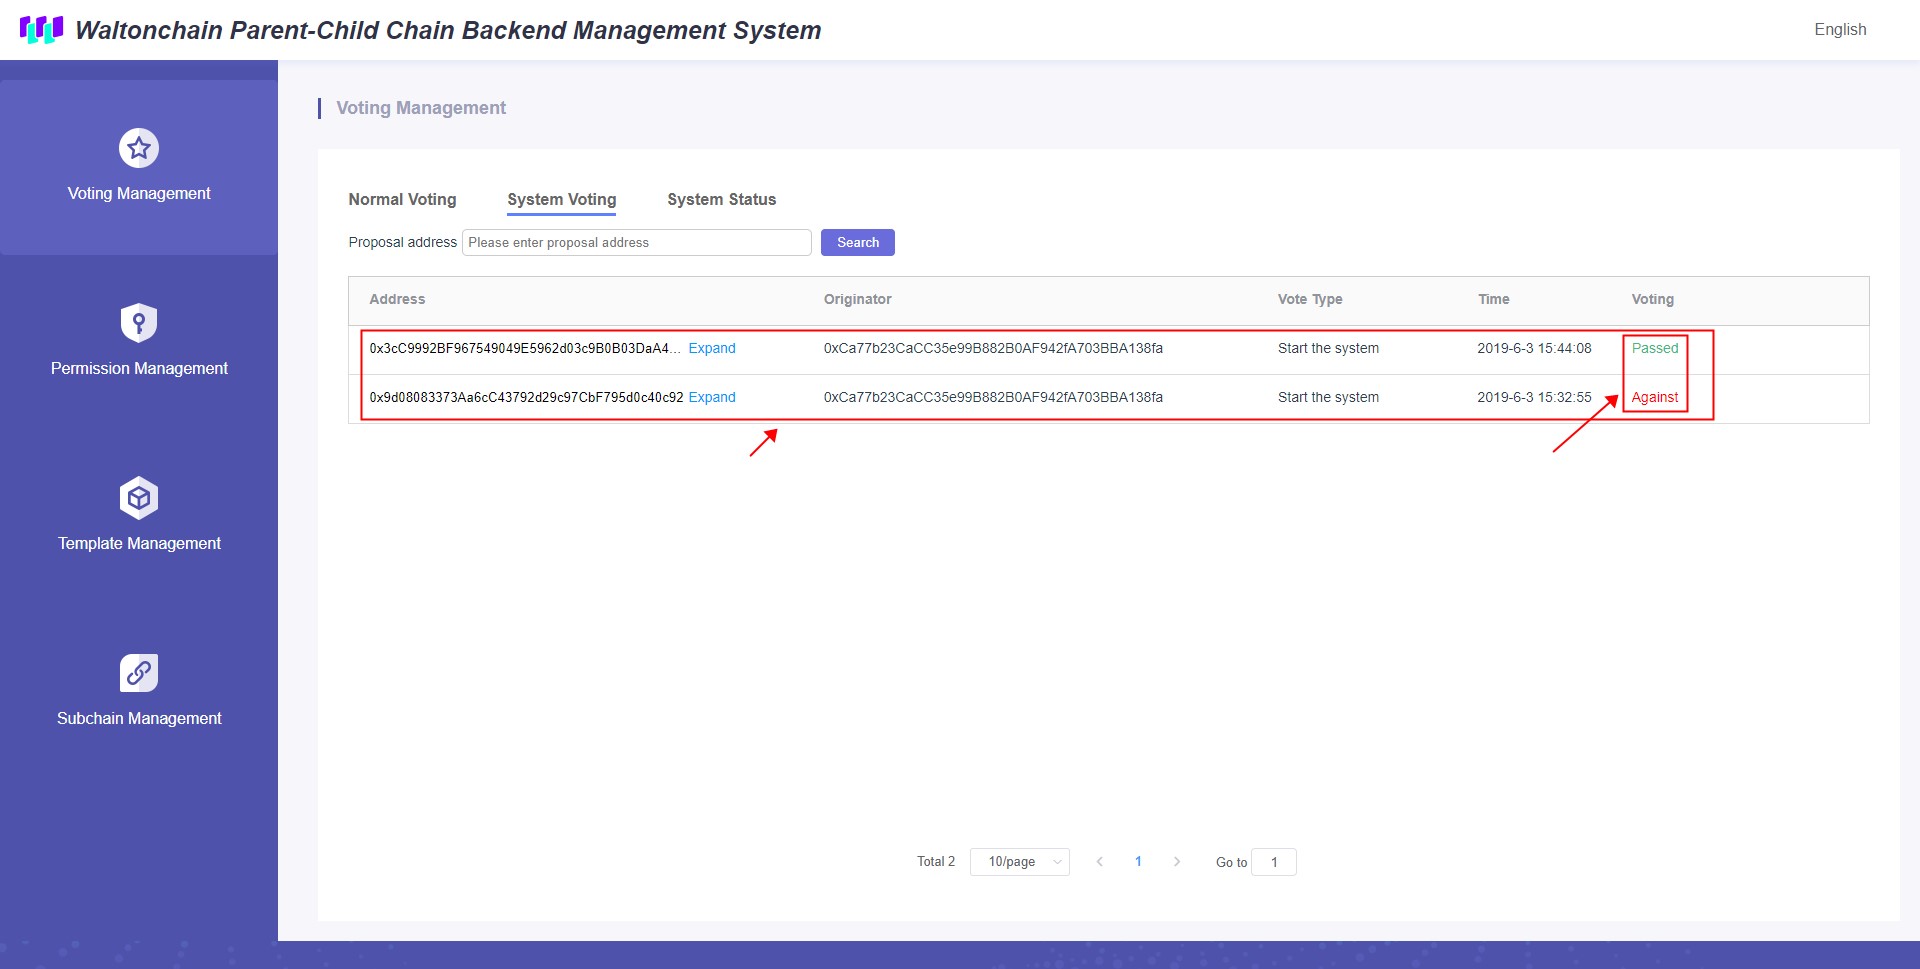 Waltonchain Parent-Child Chain Backend Management System
English
Voting Management
Permission Management
Template Management
Subchain Management
Voting Management
Normal Voting System Voting System Status
Proposal address Please enter proposal address Search
Address Originator Vote Type Time Voting
0x3cC9992BF967549049E5962d03c9B0B03DaA4... Expand 0xCa77b23CaCC35e99B882B0AF942fA703BBA138fa Start the system 2019-6-3 15:44:08 Passed
0x9d08083373Aa6cC43792d29c97CbF795d0c40c92 Expand 0xCa77b23CaCC35e99B882B0AF942fA703BBA138fa Start the system 2019-6-3 15:32:55 Against
Total 2 10/page 1 Go to 1